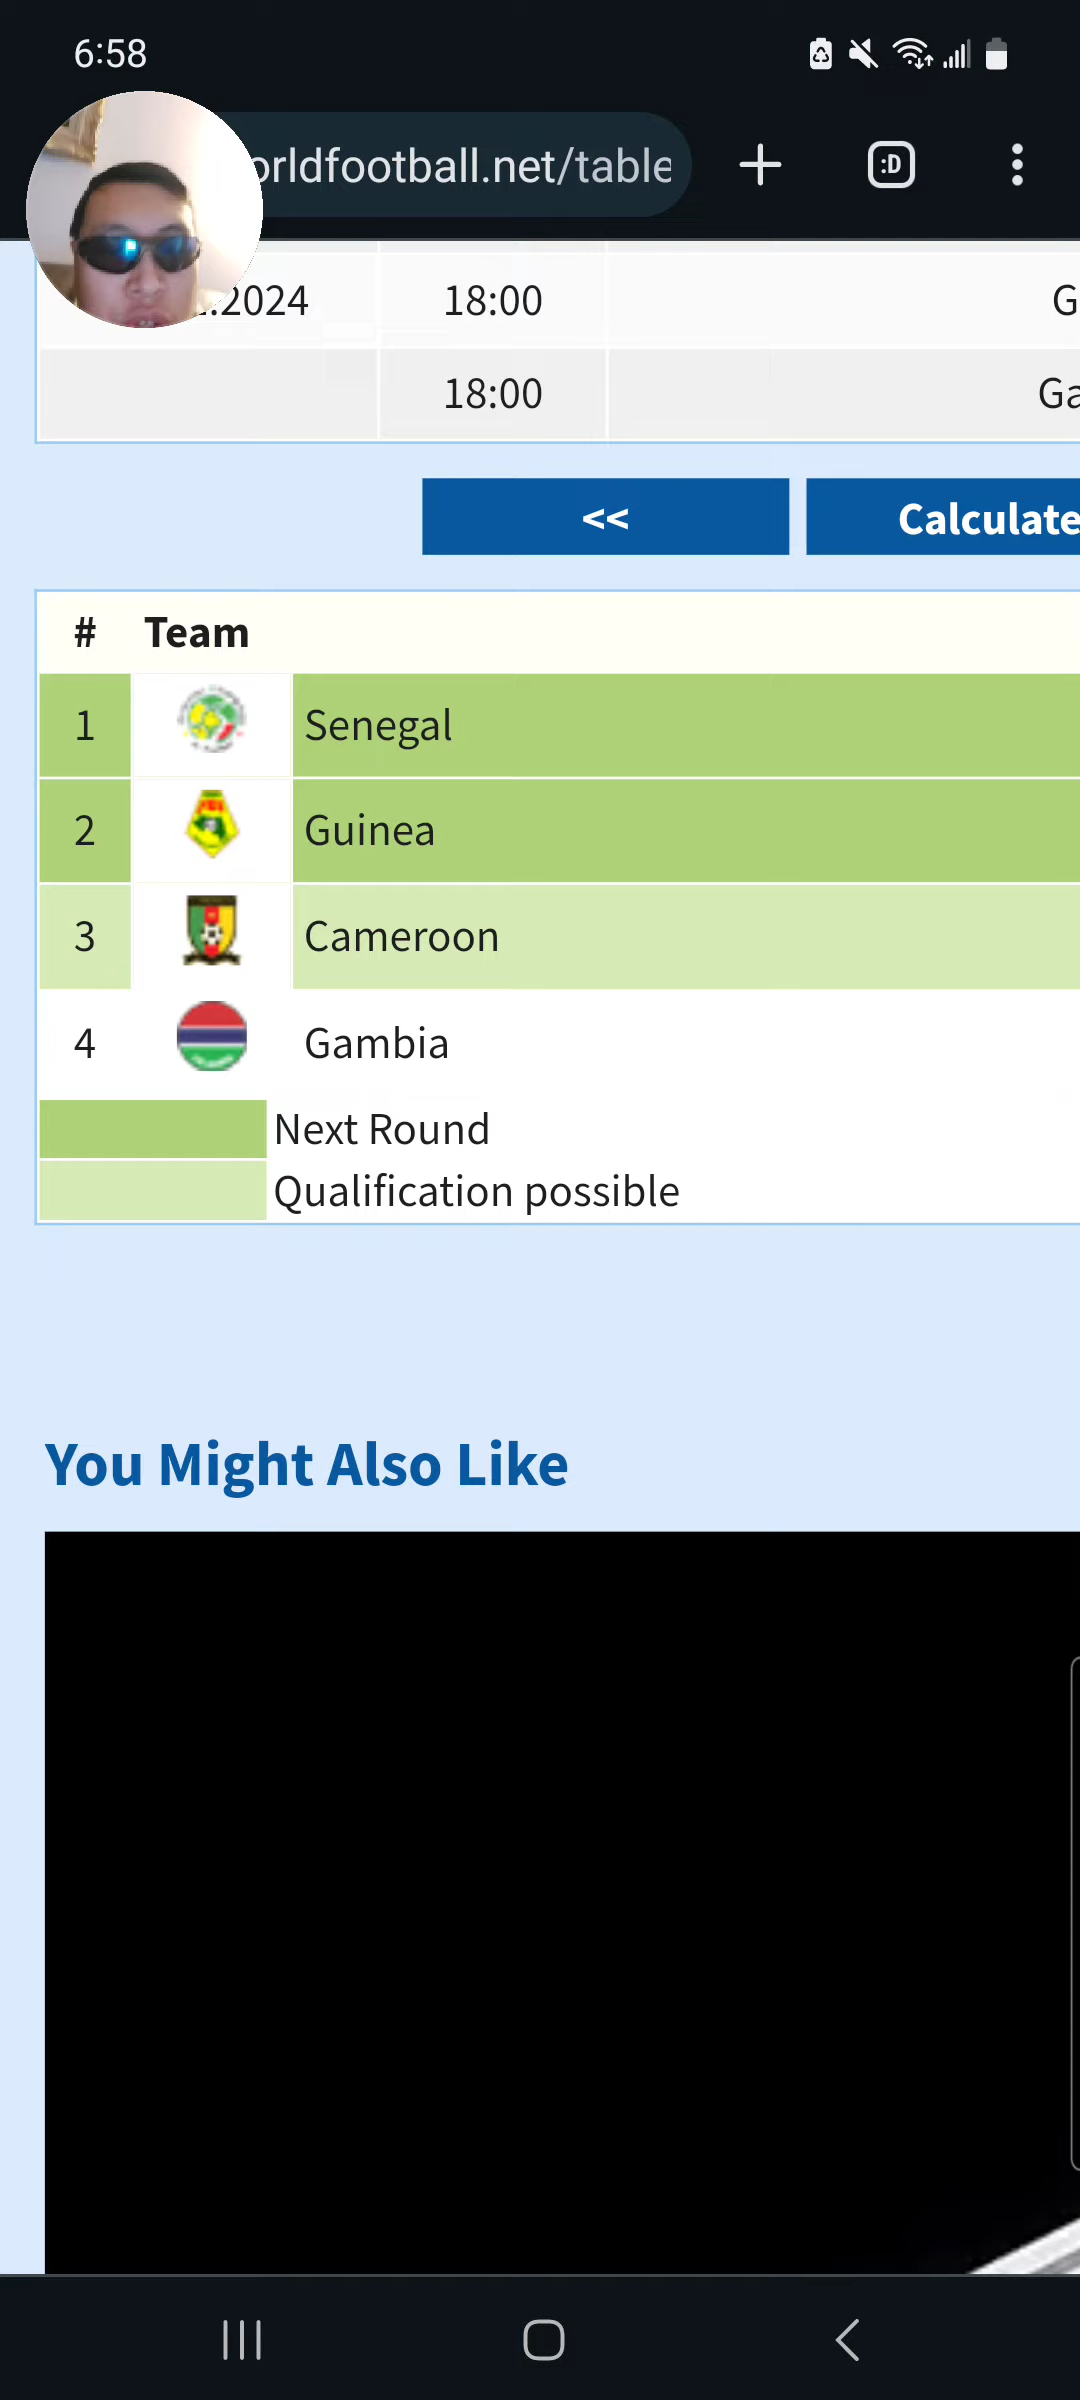 6:58
orldfootball.net/table
:D
.2024 18:00 G
18:00 Ga
<< Calculate
# Team
1 Senegal
2 Guinea
3 Cameroon
4 Gambia
Next Round
Qualification possible
You Might Also Like